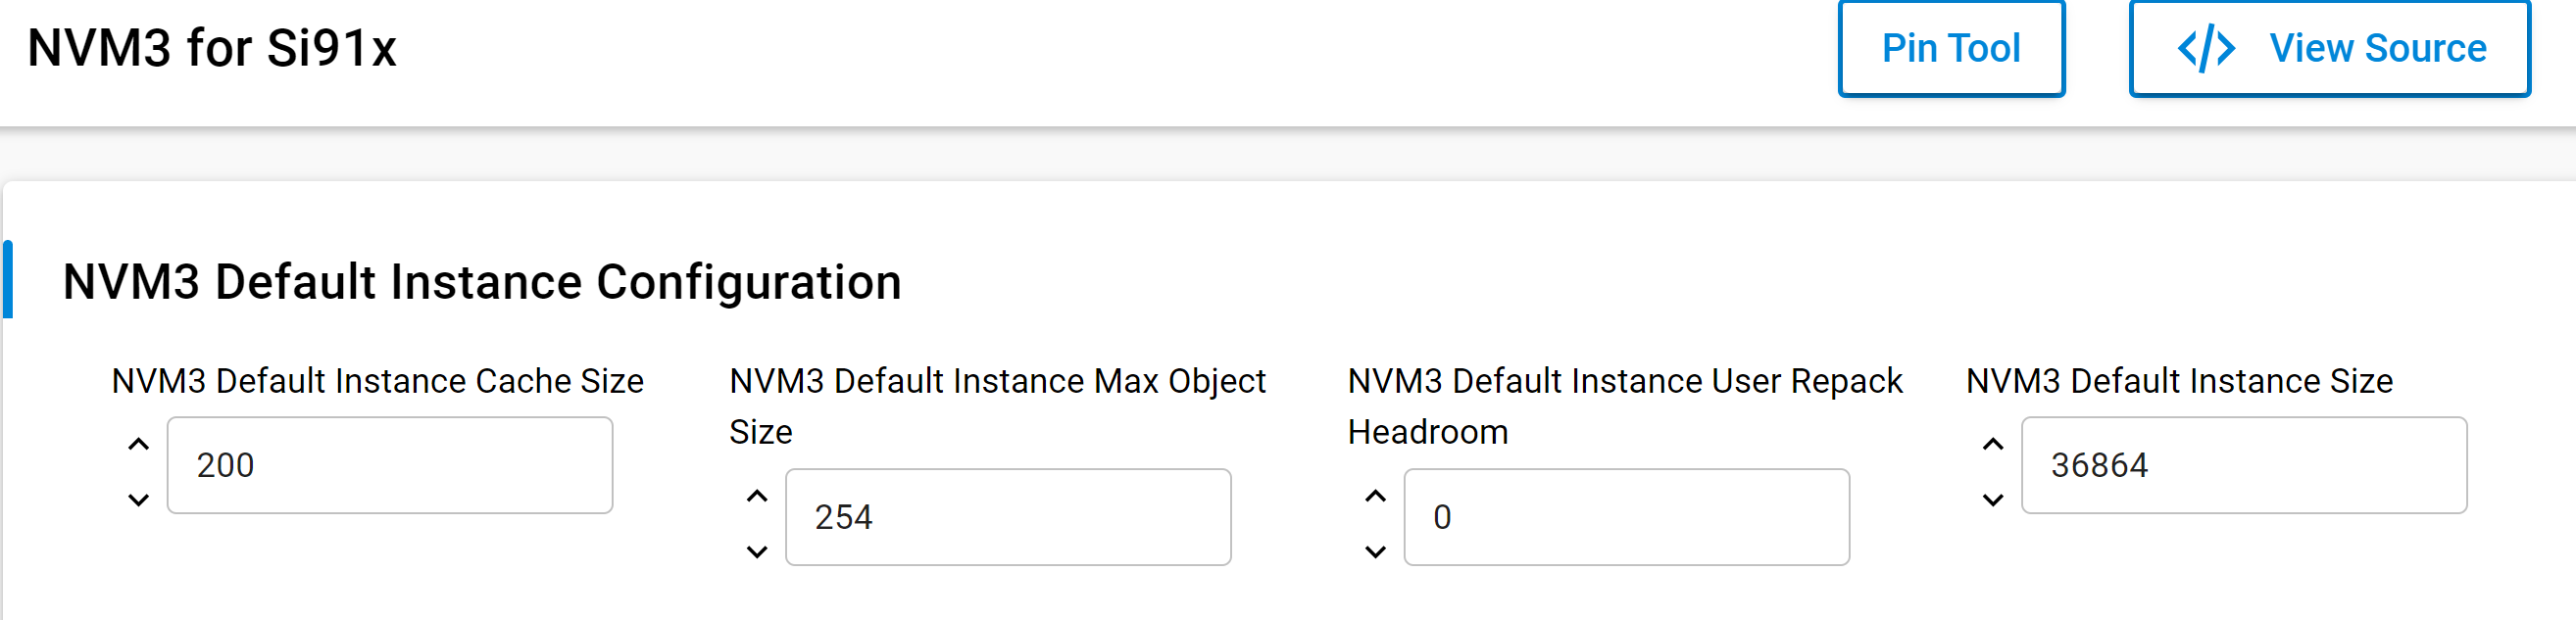 NVM3 for Si91x
Pin Tool
</> View Source
NVM3 Default Instance Configuration
NVM3 Default Instance Cache Size
200
NVM3 Default Instance Max Object
Size
254
NVM3 Default Instance User Repack
Headroom
0
NVM3 Default Instance Size
36864